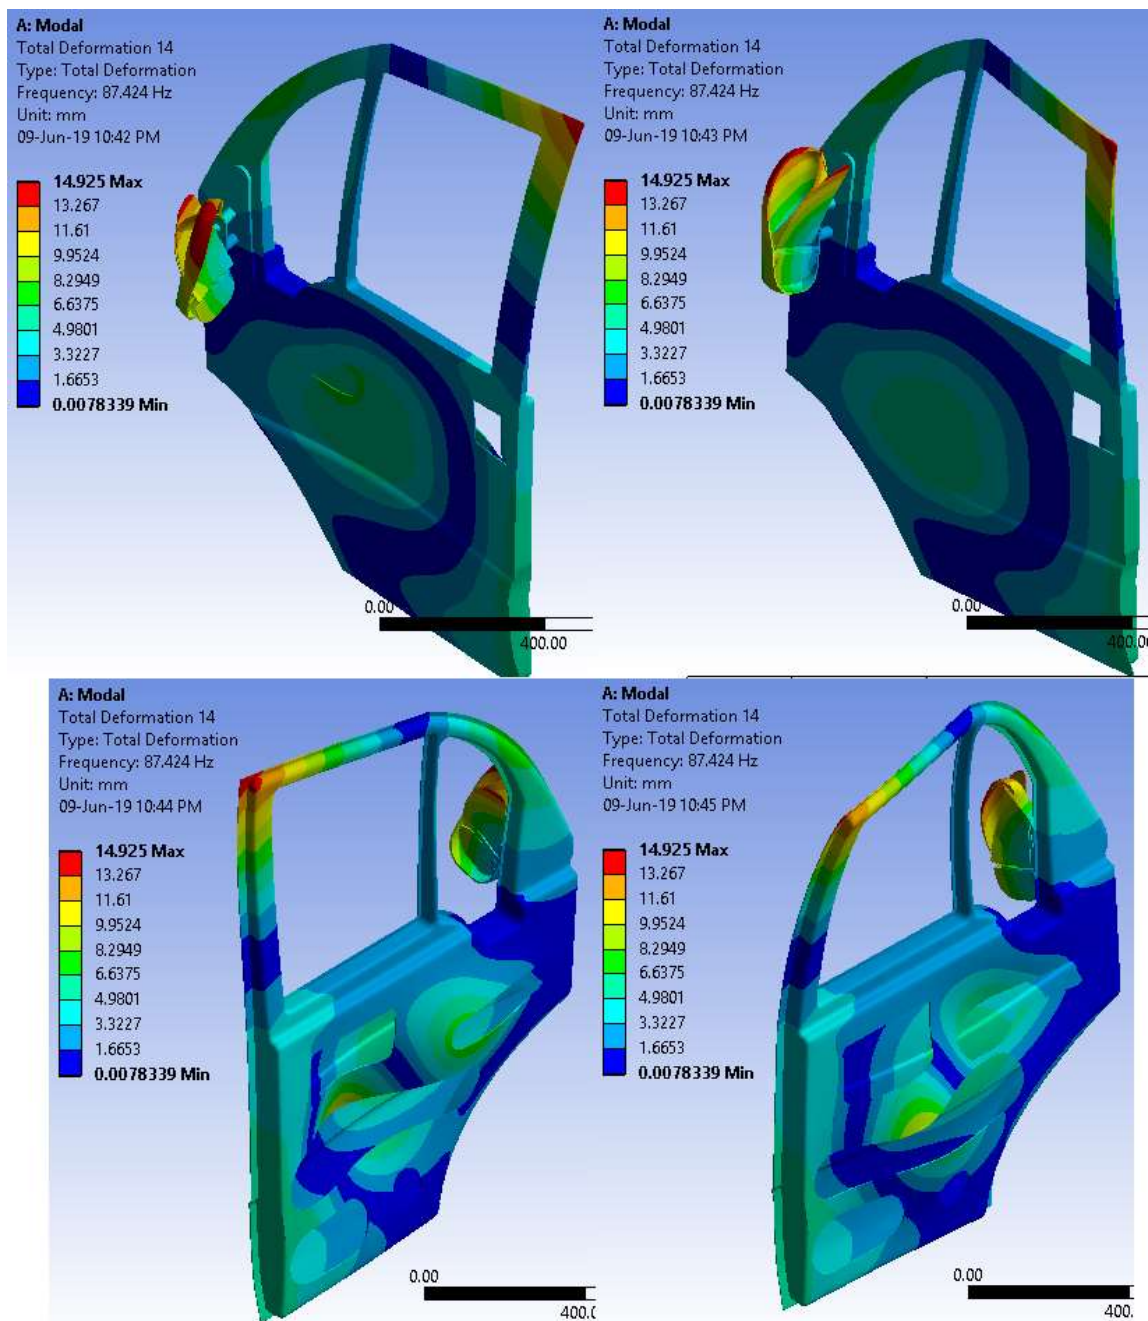 A: Modal
Total Deformation 14
Type: Total Deformation
Frequency: 87.424 Hz
Unit: mm
09-Jun-19 10:42 PM
14.925 Max
13.267
11.61
9.9524
8.2949
6.6375
4.9801
3.3227
1.6653
0.0078339 Min
0.00
400.00
A: Modal
Total Deformation 14
Type: Total Deformation
Frequency: 87.424 Hz
Unit: mm
09-Jun-19 10:43 PM
14.925 Max
13.267
11.61
9.9524
8.2949
6.6375
4.9801
3.3227
1.6653
0.0078339 Min
0.00
400.00
A: Modal
Total Deformation 14
Type: Total Deformation
Frequency: 87.424 Hz
Unit: mm
09-Jun-19 10:44 PM
14.925 Max
13.267
11.61
9.9524
8.2949
6.6375
4.9801
3.3227
1.6653
0.0078339 Min
0.00
400.0
A: Modal
Total Deformation 14
Type: Total Deformation
Frequency: 87.424 Hz
Unit: mm
09-Jun-19 10:45 PM
14.925 Max
13.267
11.61
9.9524
8.2949
6.6375
4.9801
3.3227
1.6653
0.0078339 Min
0.00
400.